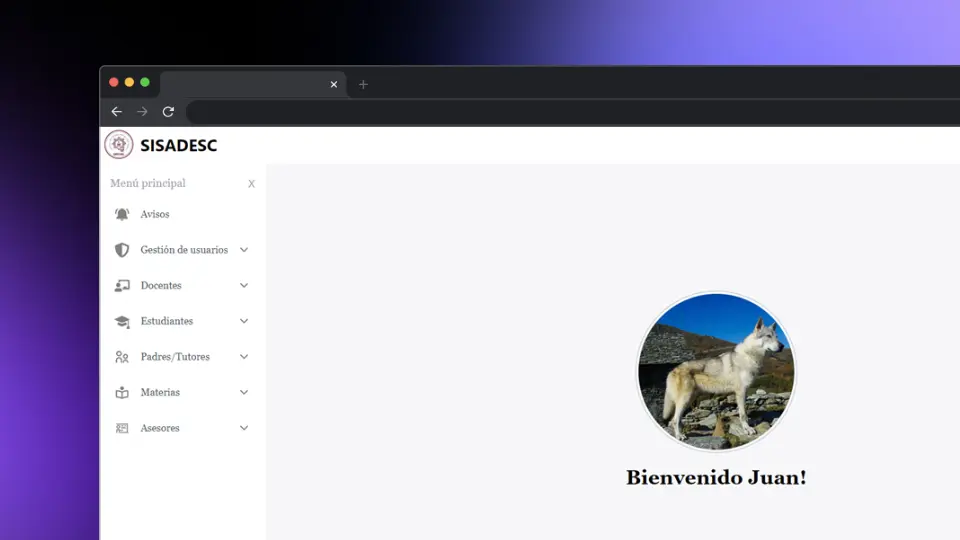 SISADESC
Menú principal X
Avisos
Gestión de usuarios
Docentes
Estudiantes
Padres/Tutores
Materias
Asesores
Bienvenido Juan!